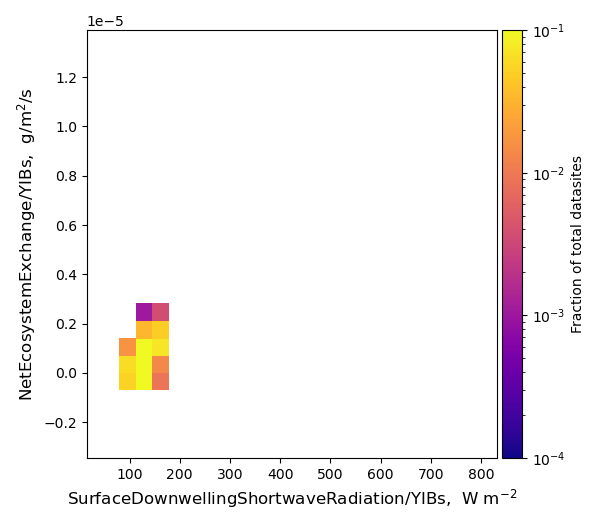 1e−5
1.2
1.0
0.8
0.6
0.4
0.2
0.0
−0.2
NetEcosystemExchange/YIBs,  g/m²/s
100 200 300 400 500 600 700 800
SurfaceDownwellingShortwaveRadiation/YIBs,  W m⁻²
10⁻¹
10⁻²
10⁻³
10⁻⁴
Fraction of total datasites